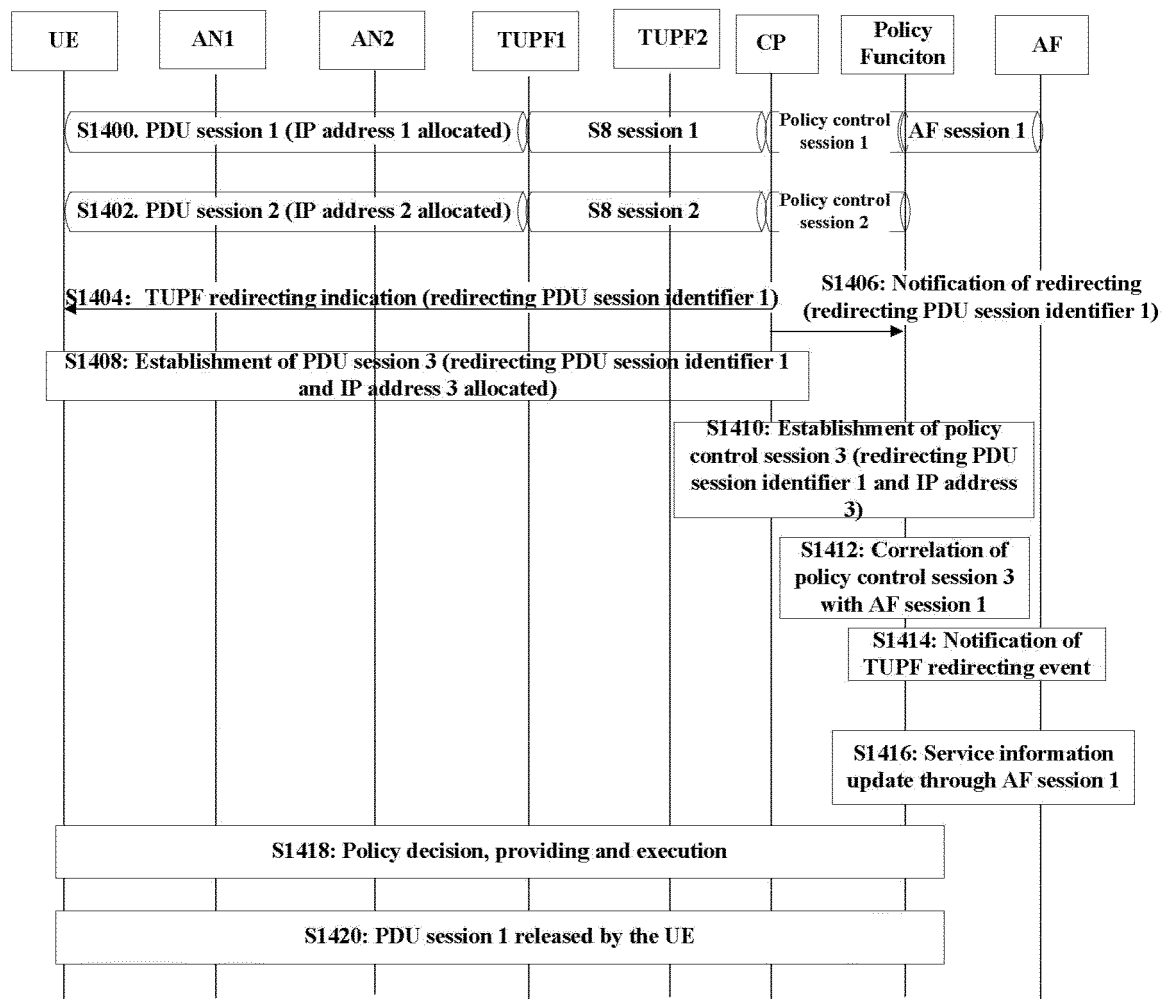 UE
AN1
AN2
TUPF1
TUPF2
CP
Policy
Funciton
AF
S1400. PDU session 1 (IP address 1 allocated)
S8 session 1
Policy control
session 1
AF session 1
S1402. PDU session 2 (IP address 2 allocated)
S8 session 2
Policy control
session 2
S1404: TUPF redirecting indication (redirecting PDU session identifier 1)
S1406: Notification of redirecting
(redirecting PDU session identifier 1)
S1408: Establishment of PDU session 3 (redirecting PDU session identifier 1
and IP address 3 allocated)
S1410: Establishment of policy
control session 3 (redirecting PDU
session identifier 1 and IP address
3)
S1412: Correlation of
policy control session 3
with AF session 1
S1414: Notification of
TUPF redirecting event
S1416: Service information
update through AF session 1
S1418: Policy decision, providing and execution
S1420: PDU session 1 released by the UE